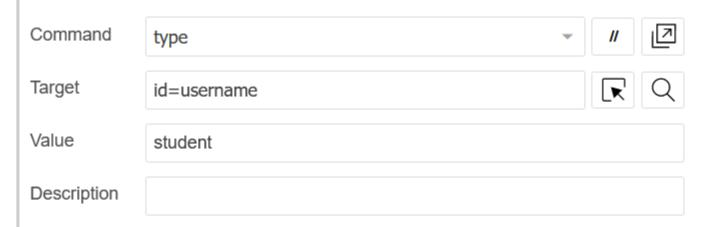 Command type //
Target id=username
Value student
Description